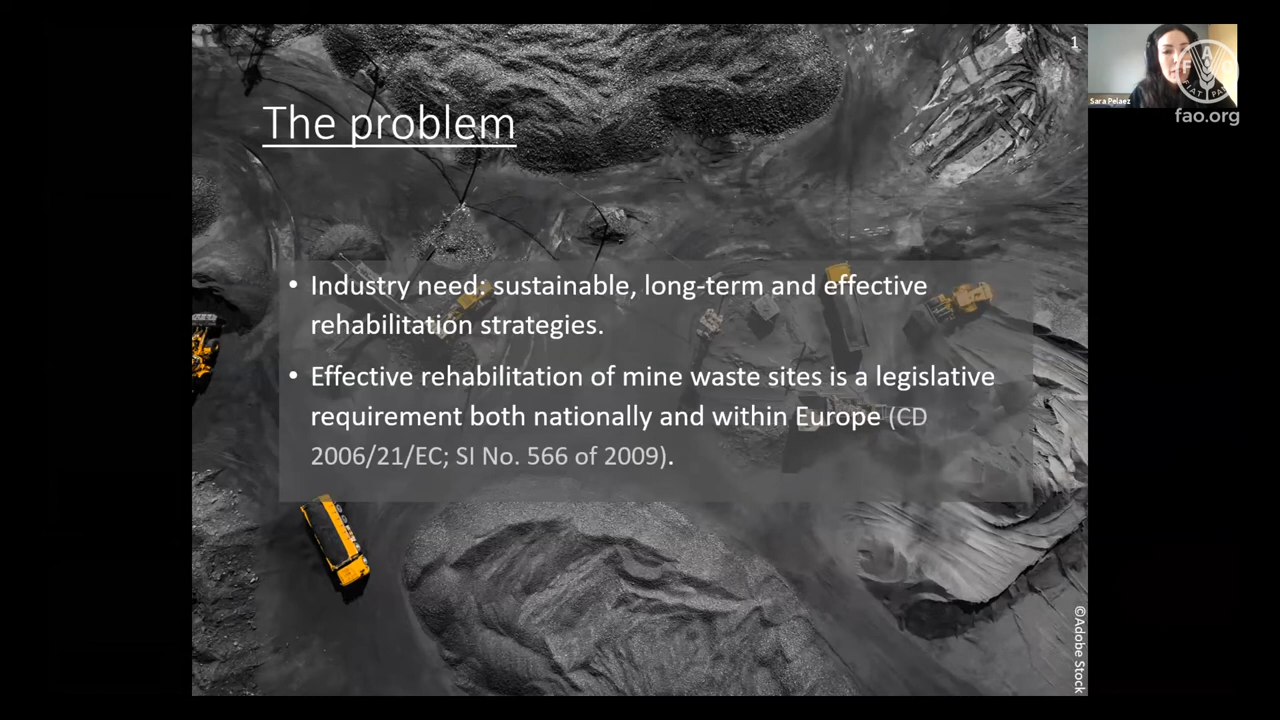 1
Sara Pelaez
F A O
FIAT PA
fao.org
The problem
• Industry need: sustainable, long-term and effective
rehabilitation strategies.
• Effective rehabilitation of mine waste sites is a legislative
requirement both nationally and within Europe (CD
2006/21/EC; SI No. 566 of 2009).
©Adobe Stock